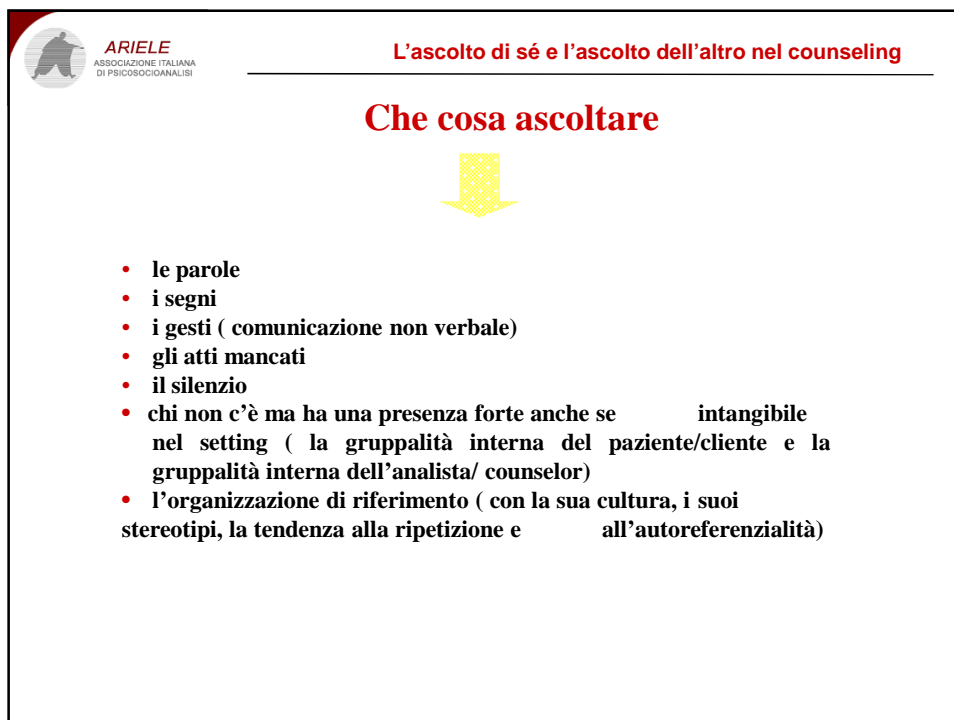 ARIELE
ASSOCIAZIONE ITALIANA
DI PSICOSOCIOANALISI
L'ascolto di sé e l'ascolto dell'altro nel counseling
Che cosa ascoltare
• le parole
• i segni
• i gesti ( comunicazione non verbale)
• gli atti mancati
• il silenzio
• chi non c'è ma ha una presenza forte anche se intangibile
nel setting ( la gruppalità interna del paziente/cliente e la
gruppalità interna dell'analista/ counselor)
• l'organizzazione di riferimento ( con la sua cultura, i suoi
stereotipi, la tendenza alla ripetizione e all'autoreferenzialità)